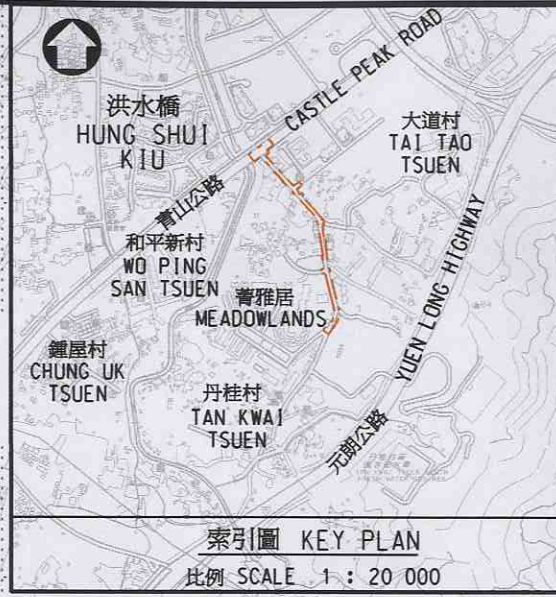 洪水橋
HUNG SHUI
KIU
CASTLE PEAK ROAD
大道村
TAI TAO
TSUEN
青山公路
和平新村
WO PING
SAN TSUEN
菁雅居
MEADOWLANDS
YUEN LONG HIGHWAY
鍾屋村
CHUNG UK
TSUEN
丹桂村
TAN KWAI
TSUEN
元朗公路
索引圖 KEY PLAN
比例 SCALE 1 : 20 000